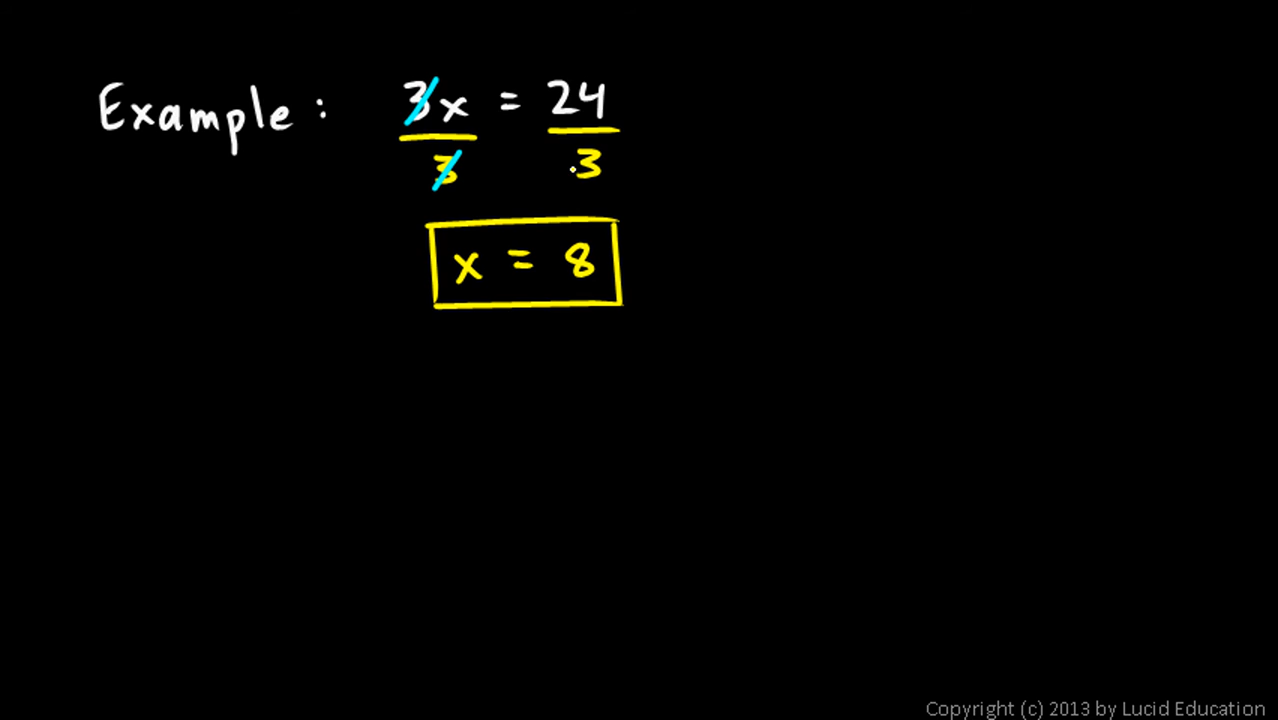 Example: 3x = 24
3 3
x = 8
Copyright (c) 2013 by Lucid Education